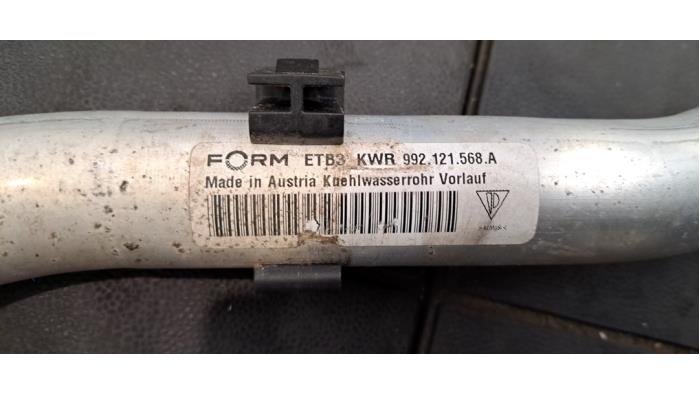 FORM ETB3 KWR 992.121.568.A
Made in Austria Kuehlwasserrohr Vorlauf